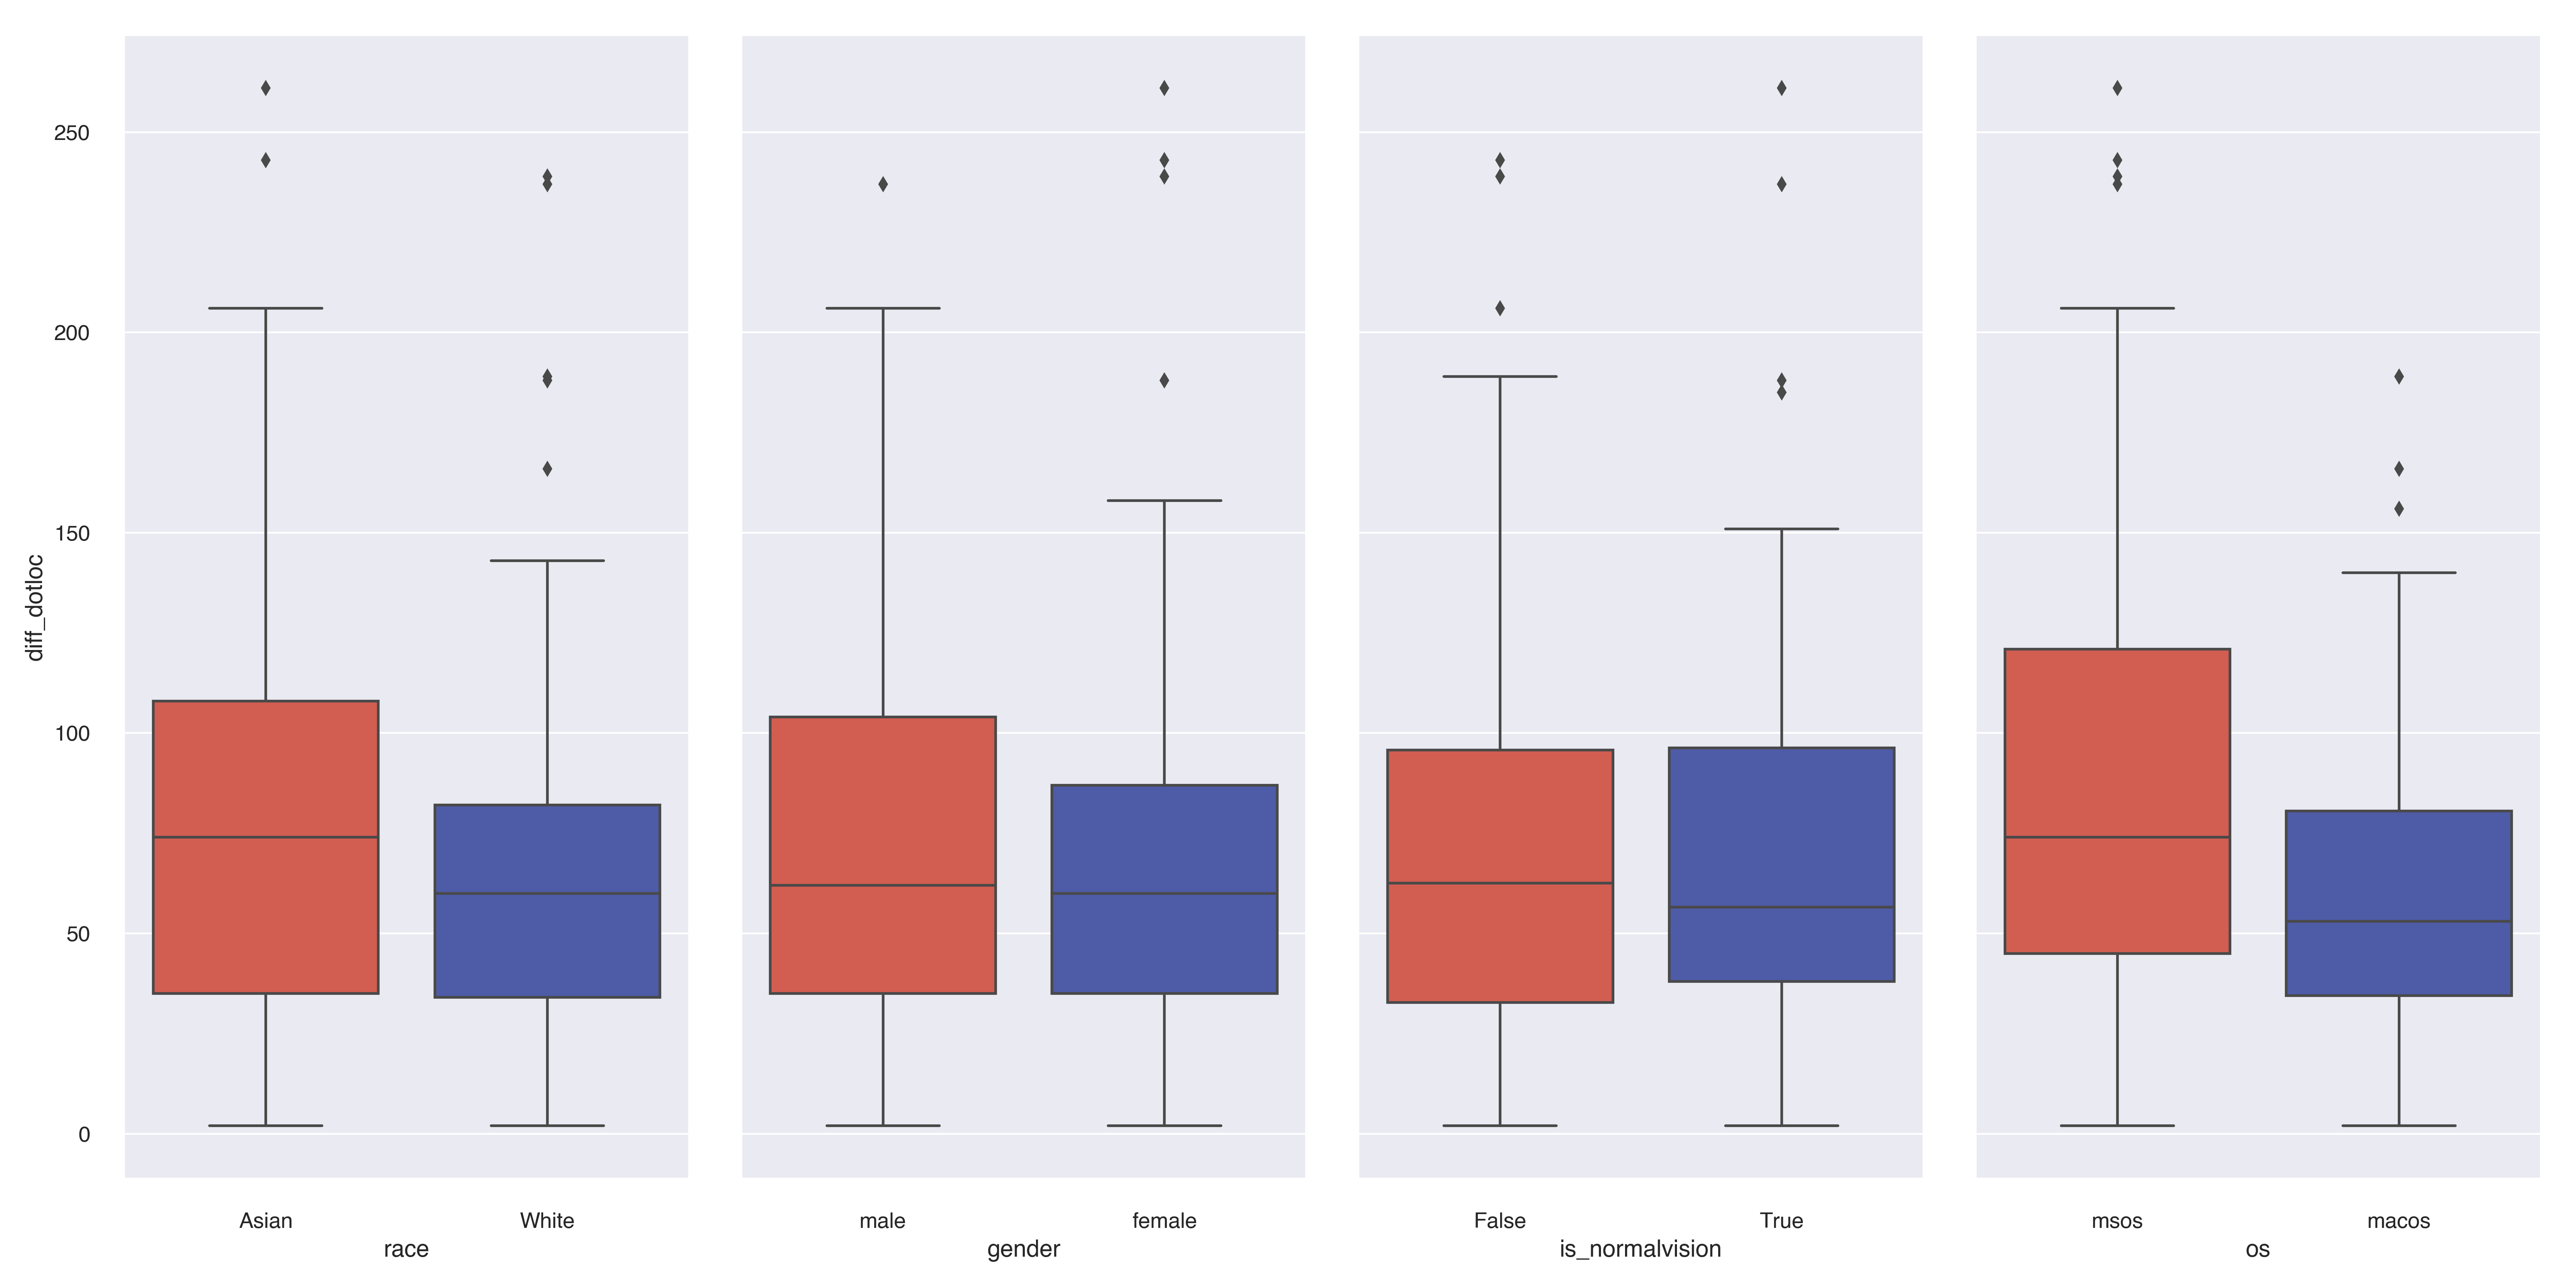 diff_dotloc
250
200
150
100
50
0
Asian White
race
male female
gender
False True
is_normalvision
msos macos
os